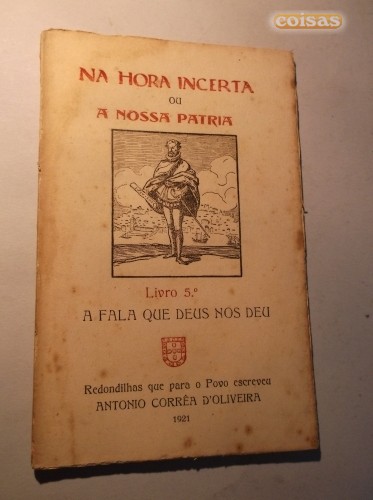 coisas
NA HORA INCERTA
OU
A NOSSA PATRIA
Livro 5.º
A FALA QUE DEUS NOS DEU
Redondilhas que para o Povo escreveu
ANTONIO CORRÊA D'OLIVEIRA
1921